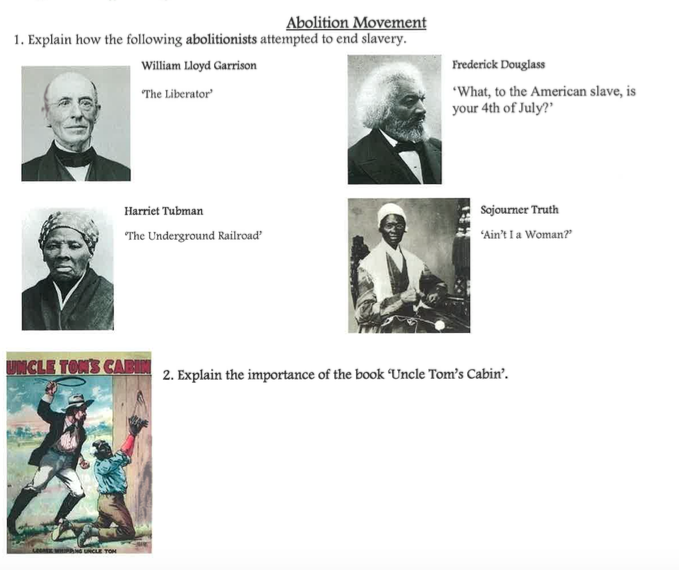 Abolition Movement
1. Explain how the following abolitionists attempted to end slavery.
William Lloyd Garrison
'The Liberator'
Frederick Douglass
'What, to the American slave, is
your 4th of July?'
Harriet Tubman
'The Underground Railroad'
Sojourner Truth
'Ain't I a Woman?'
UNCLE TOM'S CABIN
2. Explain the importance of the book 'Uncle Tom's Cabin'.
UNCLE TOM